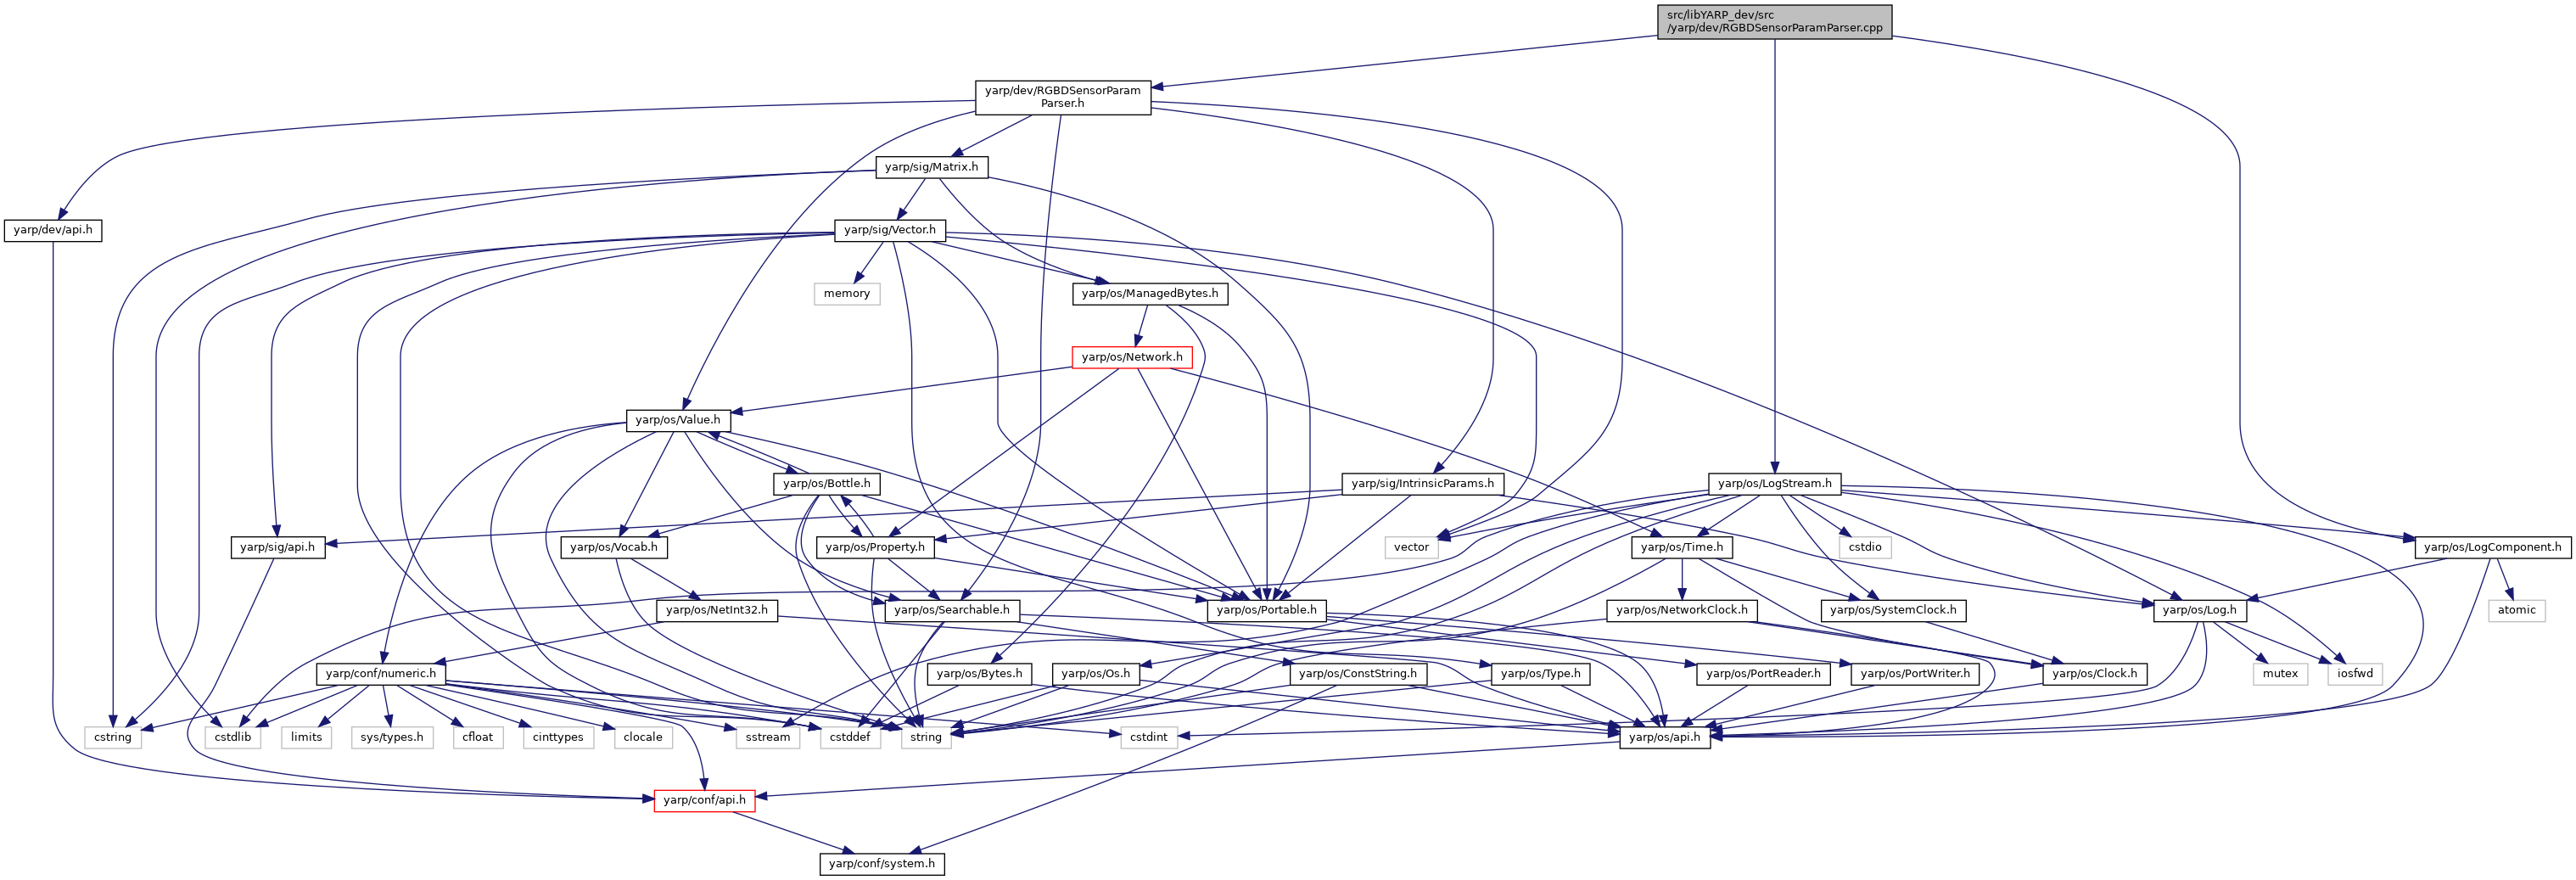 src/libYARP_dev/src
/yarp/dev/RGBDSensorParamParser.cpp
yarp/dev/RGBDSensorParam
Parser.h
yarp/sig/Matrix.h
yarp/dev/api.h
yarp/sig/Vector.h
memory
yarp/os/ManagedBytes.h
yarp/os/Network.h
yarp/os/Value.h
yarp/os/Bottle.h
yarp/sig/IntrinsicParams.h
yarp/os/LogStream.h
yarp/sig/api.h
yarp/os/Vocab.h
yarp/os/Property.h
vector
yarp/os/Time.h
cstdio
yarp/os/LogComponent.h
yarp/os/NetInt32.h
yarp/os/Searchable.h
yarp/os/Portable.h
yarp/os/NetworkClock.h
yarp/os/SystemClock.h
yarp/os/Log.h
atomic
yarp/conf/numeric.h
yarp/os/Bytes.h
yarp/os/Os.h
yarp/os/ConstString.h
yarp/os/Type.h
yarp/os/PortReader.h
yarp/os/PortWriter.h
yarp/os/Clock.h
mutex
iosfwd
cstring
cstdlib
limits
sys/types.h
cfloat
cinttypes
clocale
sstream
cstddef
string
cstdint
yarp/os/api.h
yarp/conf/api.h
yarp/conf/system.h